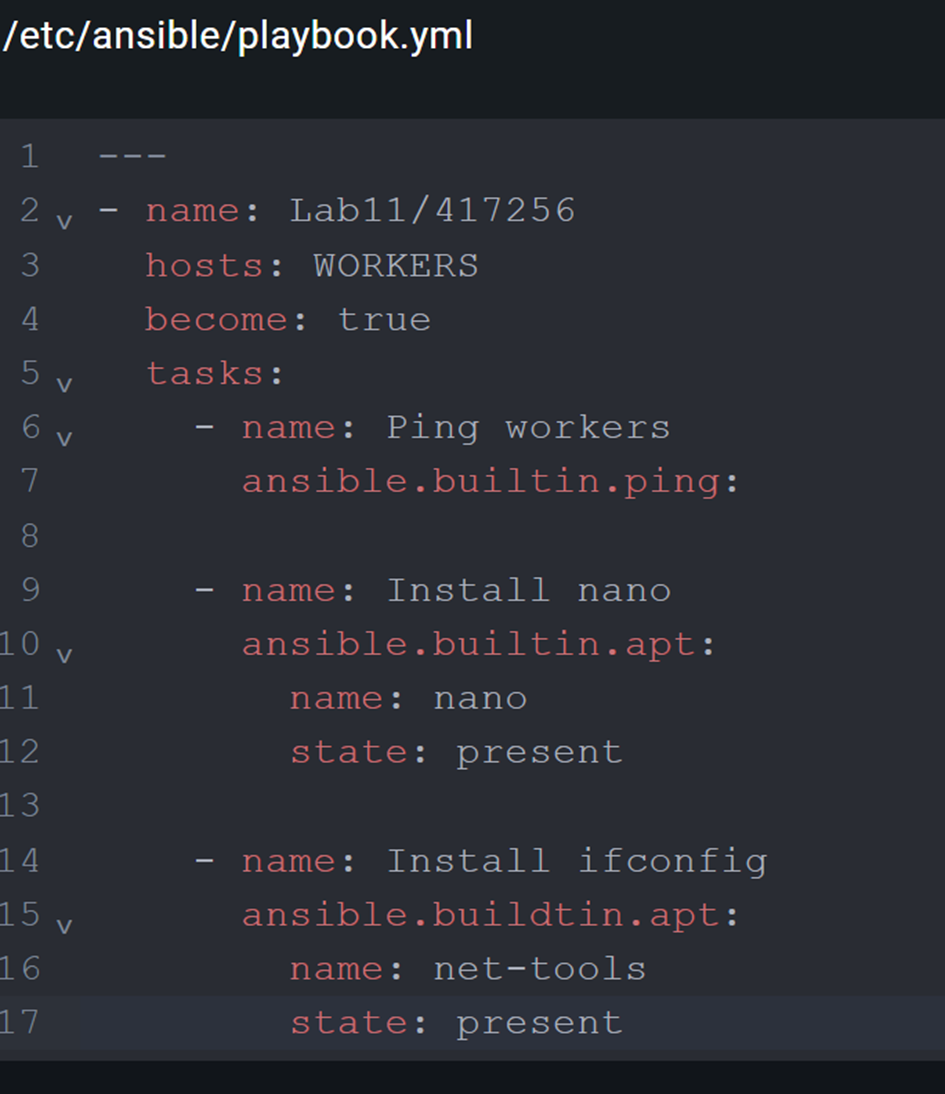 /etc/ansible/playbook.yml
1 ---
2 v - name: Lab11/417256
3 hosts: WORKERS
4 become: true
5 v tasks:
6 v - name: Ping workers
7 ansible.builtin.ping:
8
9 - name: Install nano
10 v ansible.builtin.apt:
11 name: nano
12 state: present
13
14 - name: Install ifconfig
15 v ansible.buildtin.apt:
16 name: net-tools
17 state: present